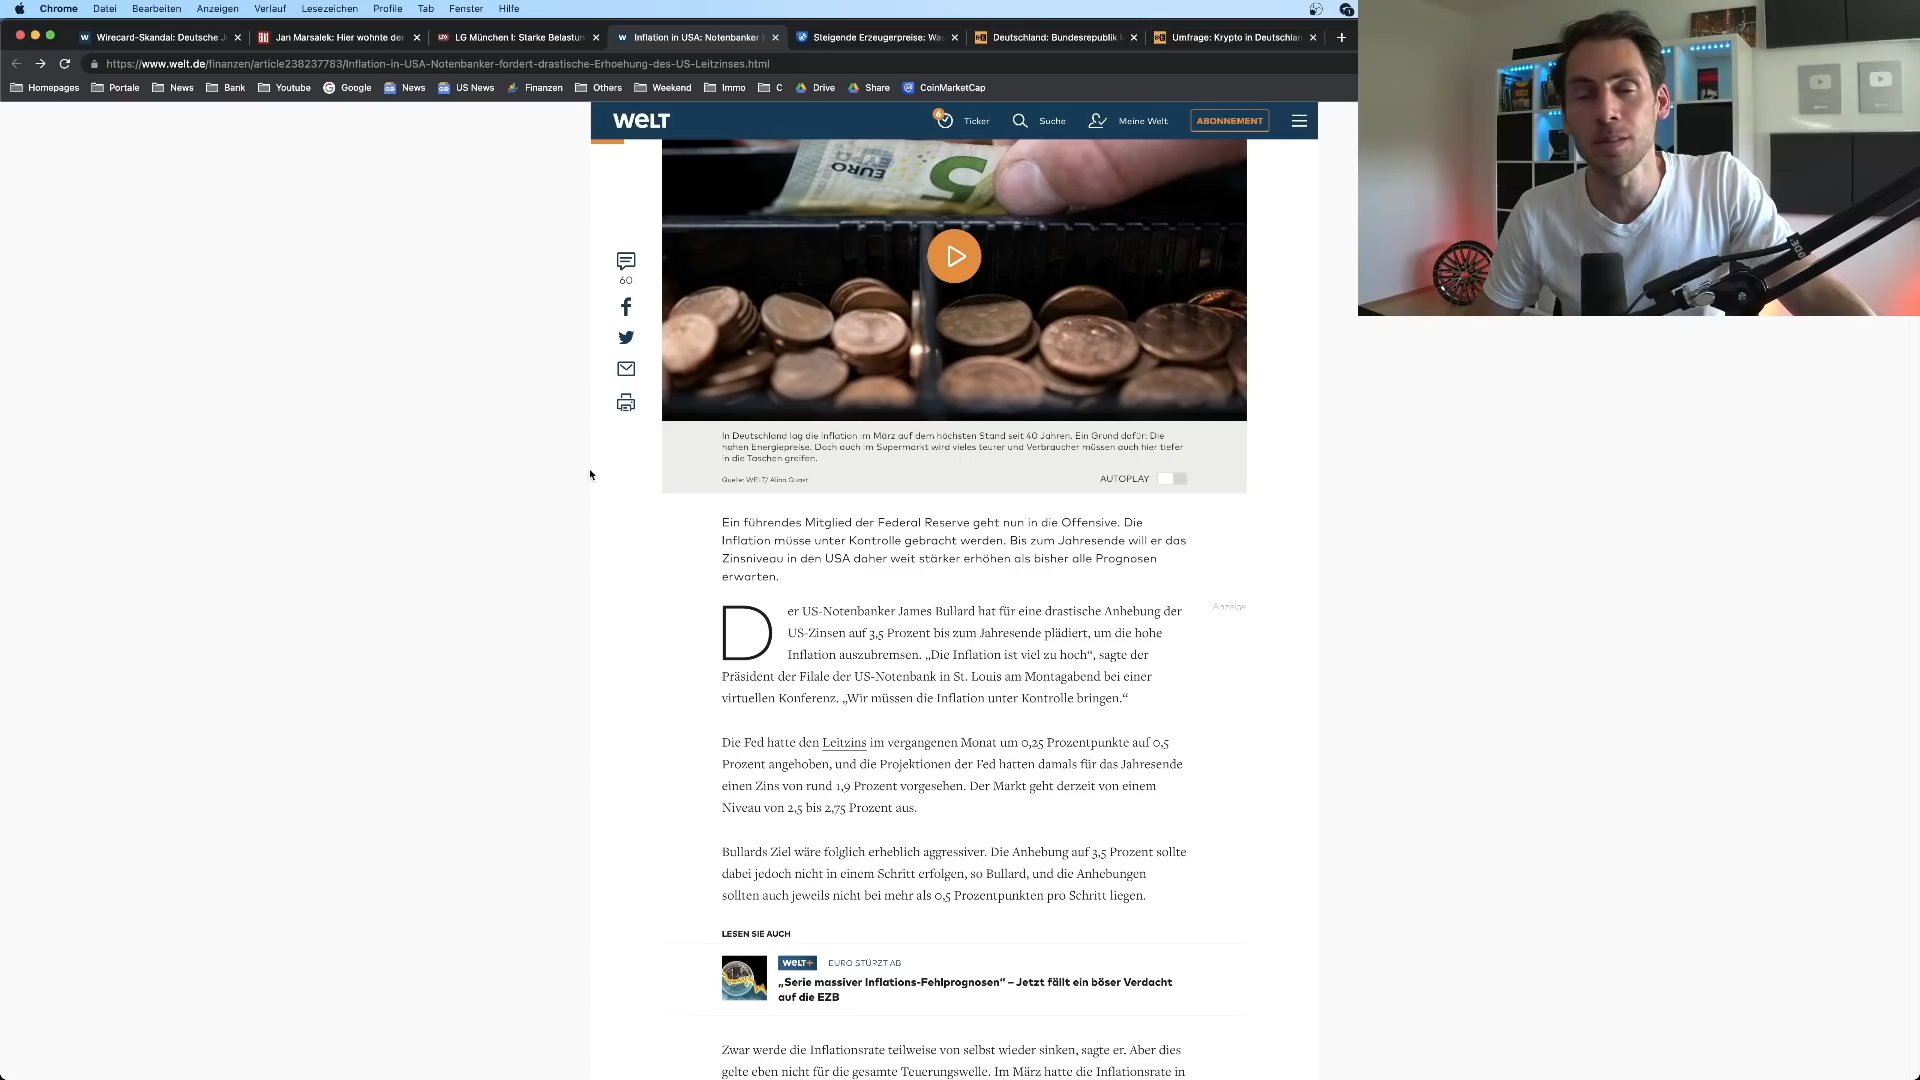 Chrome Datei Bearbeiten Anzeigen Verlauf Lesezeichen Profile Tab Fenster Hilfe
Wirecard-Skandal: Deutsche J
Jan Marsalek: Hier wohnte der
LG München I: Starke Belastun
Inflation in USA: Notenbanker
Steigende Erzeugerpreise: Wa
Deutschland: Bundesrepublik
Umfrage: Krypto in Deutschlan
https://www.welt.de/finanzen/article238237783/Inflation-in-USA-Notenbanker-fordert-drastische-Erhoehung-des-US-Leitzinses.html
Homepages Portale News Bank Youtube Google News US News Finanzen Others Weekend Immo C Drive Share CoinMarketCap
WELT
6 Ticker Suche Meine Welt ABONNEMENT
EURO
ΕΥΡΩ
5
60
In Deutschland lag die Inflation im März auf dem höchsten Stand seit 40 Jahren. Ein Grund dafür: Die
hohen Energiepreise. Doch auch im Supermarkt wird vieles teurer und Verbraucher müssen auch hier tiefer
in die Taschen greifen.
Quelle: WELT/ Alina Quast
AUTOPLAY
Ein führendes Mitglied der Federal Reserve geht nun in die Offensive. Die
Inflation müsse unter Kontrolle gebracht werden. Bis zum Jahresende will er das
Zinsniveau in den USA daher weit stärker erhöhen als bisher alle Prognosen
erwarten.
Anzeige
Der US-Notenbanker James Bullard hat für eine drastische Anhebung der
US-Zinsen auf 3,5 Prozent bis zum Jahresende plädiert, um die hohe
Inflation auszubremsen. „Die Inflation ist viel zu hoch“, sagte der
Präsident der Filale der US-Notenbank in St. Louis am Montagabend bei einer
virtuellen Konferenz. „Wir müssen die Inflation unter Kontrolle bringen.“
Die Fed hatte den Leitzins im vergangenen Monat um 0,25 Prozentpunkte auf 0,5
Prozent angehoben, und die Projektionen der Fed hatten damals für das Jahresende
einen Zins von rund 1,9 Prozent vorgesehen. Der Markt geht derzeit von einem
Niveau von 2,5 bis 2,75 Prozent aus.
Bullards Ziel wäre folglich erheblich aggressiver. Die Anhebung auf 3,5 Prozent sollte
dabei jedoch nicht in einem Schritt erfolgen, so Bullard, und die Anhebungen
sollten auch jeweils nicht bei mehr als 0,5 Prozentpunkten pro Schritt liegen.
LESEN SIE AUCH
WELT+ EURO STÜRZT AB
„Serie massiver Inflations-Fehlprognosen“ – Jetzt fällt ein böser Verdacht
auf die EZB
Zwar werde die Inflationsrate teilweise von selbst wieder sinken, sagte er. Aber dies
gelte eben nicht für die gesamte Teuerungswelle. Im März hatte die Inflationsrate in